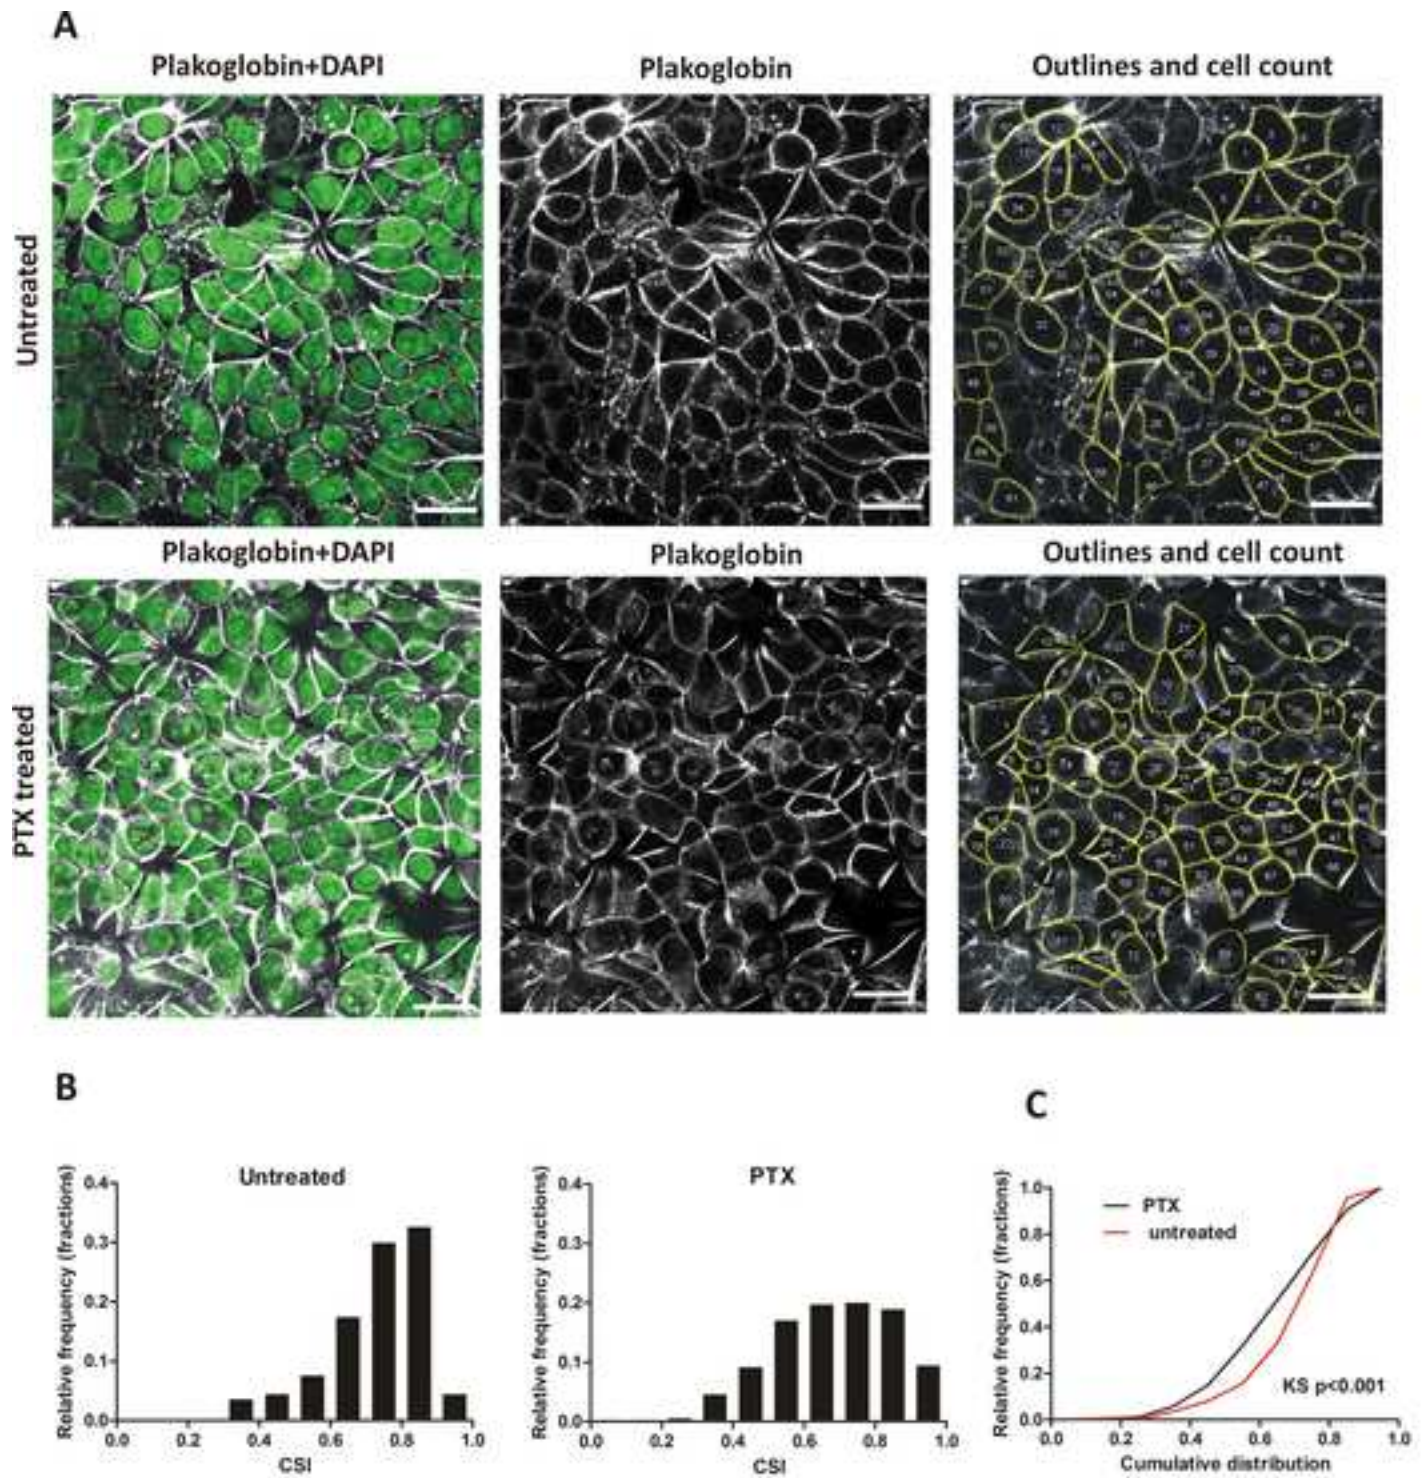 A
Plakoglobin+DAPI
Plakoglobin
Outlines and cell count
Untreated
Plakoglobin+DAPI
Plakoglobin
Outlines and cell count
PTX treated
B
C
Untreated
Relative frequency (fractions)
0.4
0.3
0.2
0.1
0.0
0.0 0.2 0.4 0.6 0.8 1.0
CSI
PTX
Relative frequency (fractions)
0.4
0.3
0.2
0.1
0.0
0.0 0.2 0.4 0.6 0.8 1.0
CSI
Relative frequency (fractions)
1.0
0.8
0.6
0.4
0.2
0.0
PTX
untreated
KS p<0.001
0.0 0.2 0.4 0.6 0.8 1.0
Cumulative distribution